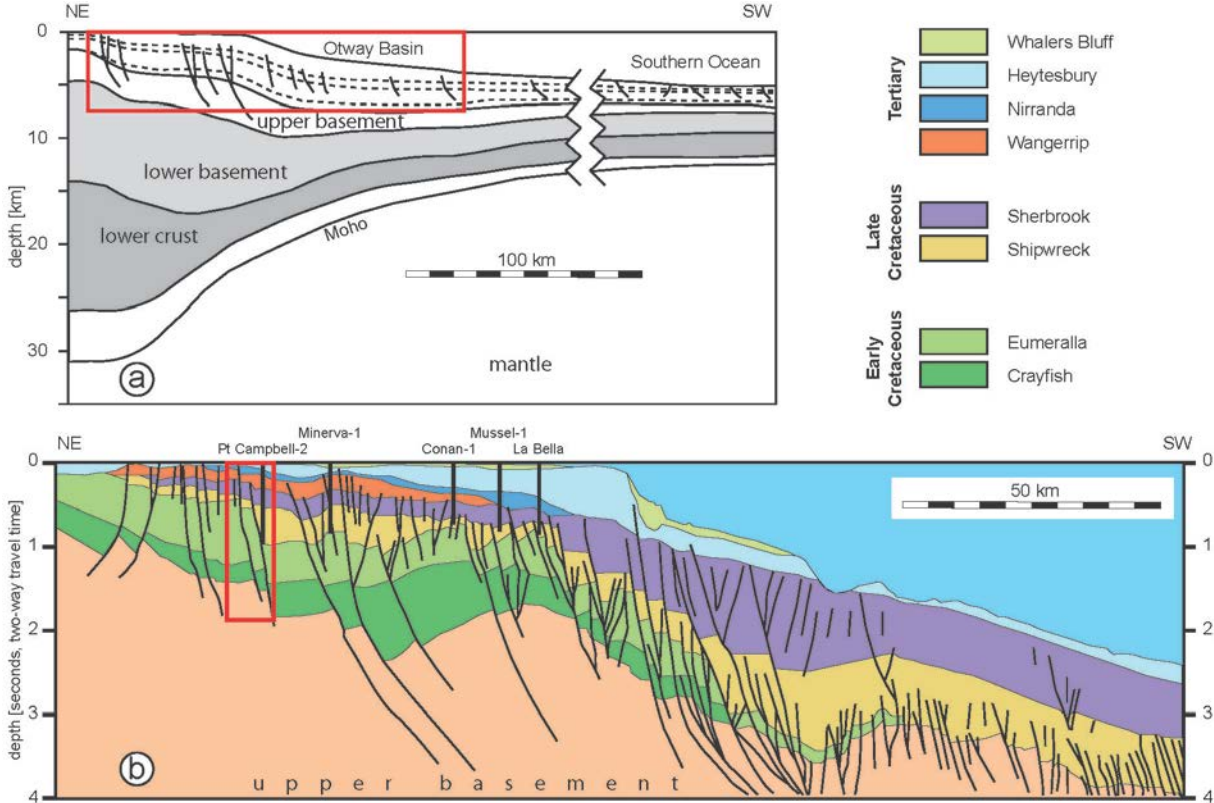 NE
SW
0
10
20
30
depth [km]
Otway Basin
Southern Ocean
upper basement
lower basement
lower crust
Moho
100 km
mantle
a
Tertiary
Whalers Bluff
Heytesbury
Nirranda
Wangerrip
Late
Cretaceous
Sherbrook
Shipwreck
Early
Cretaceous
Eumeralla
Crayfish
NE
Minerva-1
Mussel-1
SW
Pt Campbell-2
Conan-1
La Bella
0
1
2
3
4
depth [seconds, two-way travel time]
50 km
0
1
2
3
4
b
upper basement